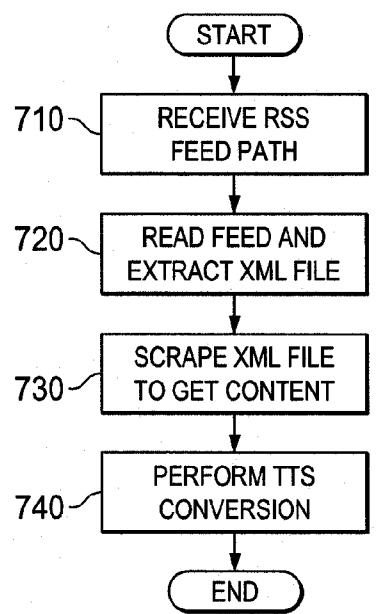 START
710
RECEIVE RSS
FEED PATH
720
READ FEED AND
EXTRACT XML FILE
730
SCRAPE XML FILE
TO GET CONTENT
740
PERFORM TTS
CONVERSION
END